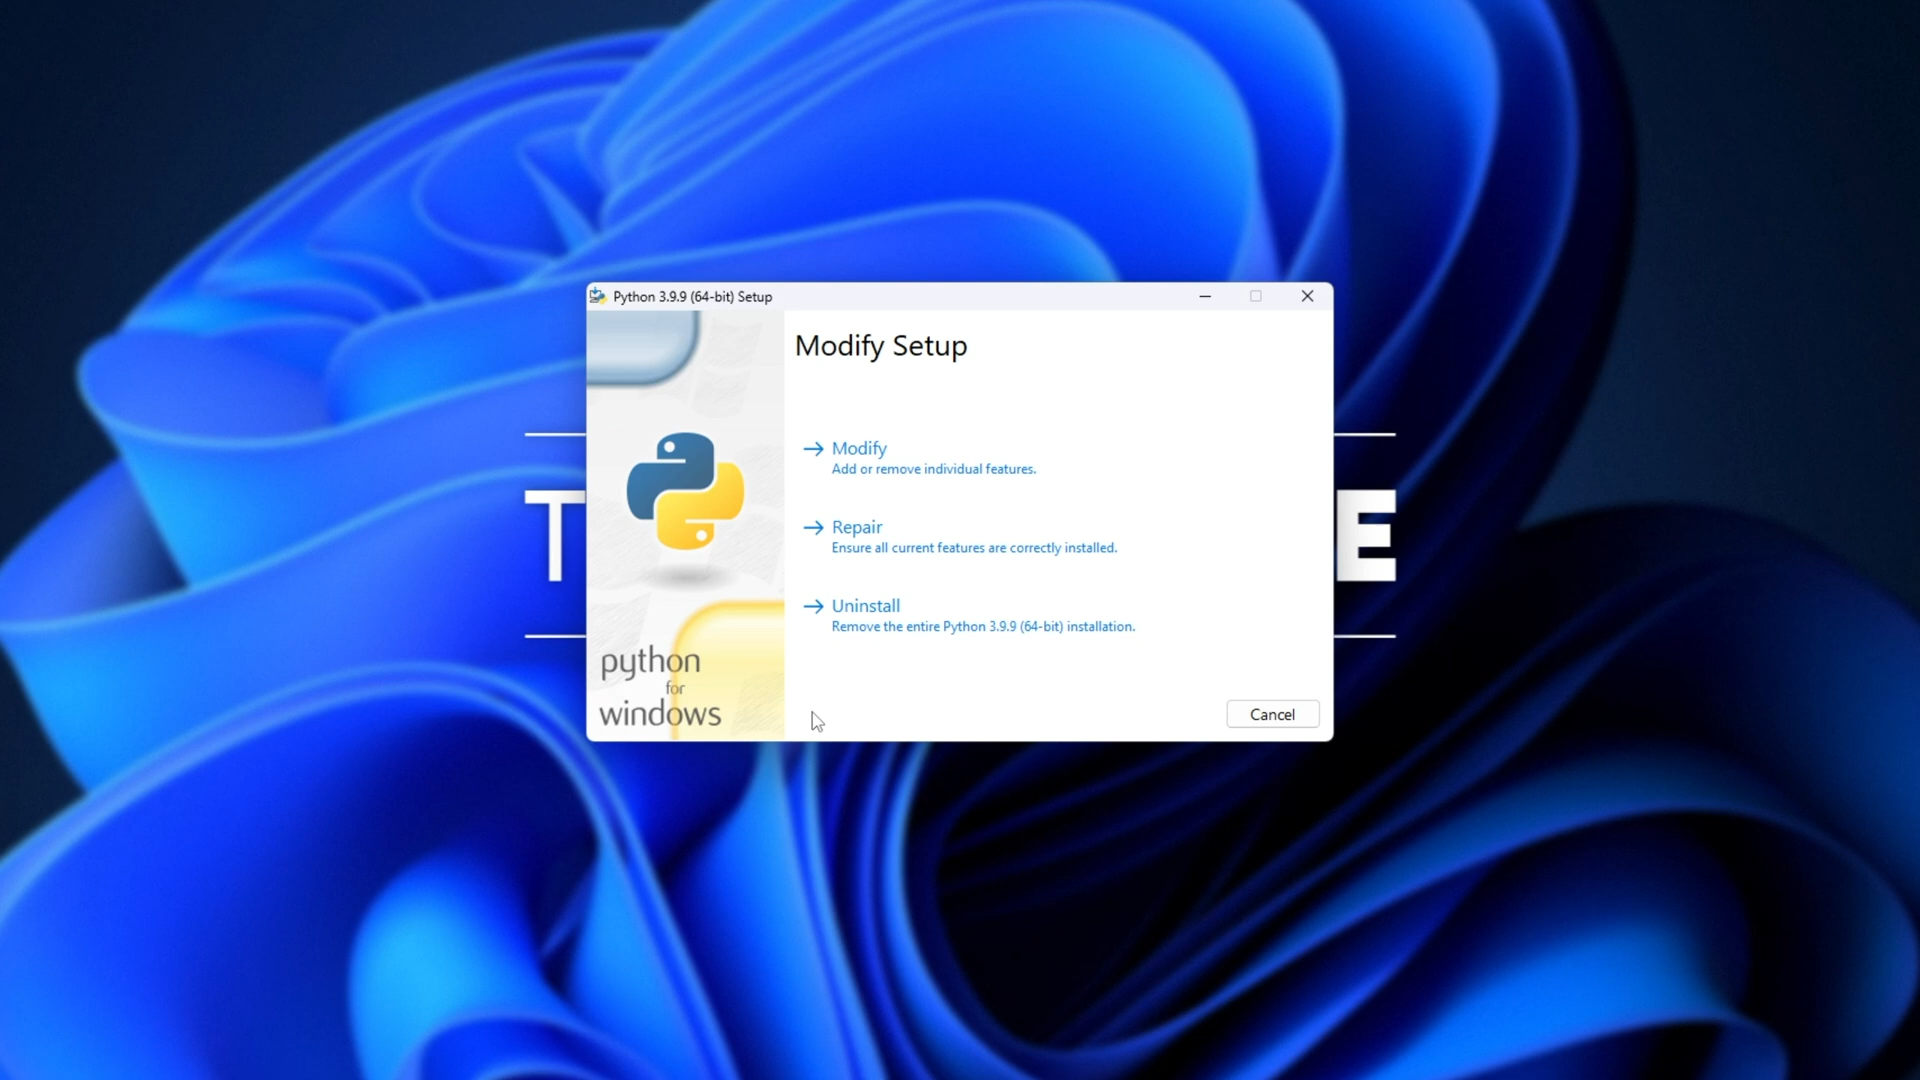 Python 3.9.9 (64-bit) Setup
Modify Setup
Modify
Add or remove individual features.
Repair
Ensure all current features are correctly installed.
Uninstall
Remove the entire Python 3.9.9 (64-bit) installation.
python
for
windows
Cancel